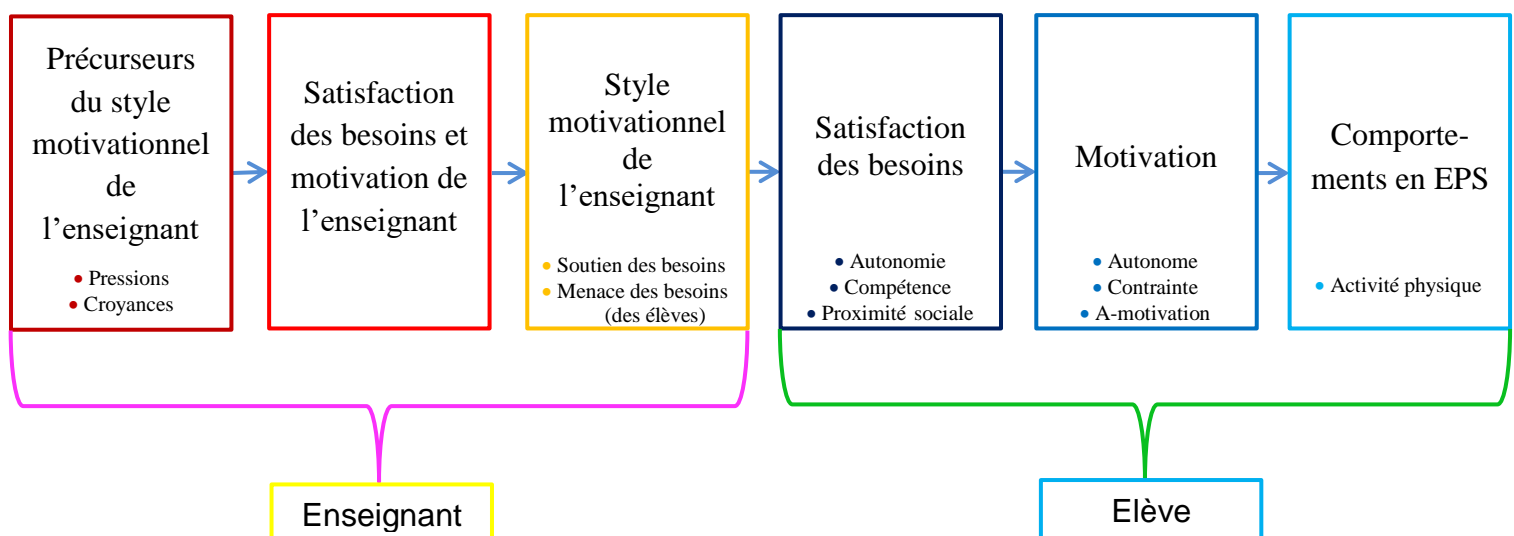 Précurseurs
du style
motivationnel
de
l’enseignant
● Pressions
● Croyances
Satisfaction
des besoins et
motivation de
l’enseignant
Style
motivationnel
de
l’enseignant
● Soutien des besoins
● Menace des besoins
(des élèves)
Satisfaction
des besoins
● Autonomie
● Compétence
● Proximité sociale
Motivation
● Autonome
● Contrainte
● A-motivation
Comporte-
ments en EPS
● Activité physique
Enseignant
Elève